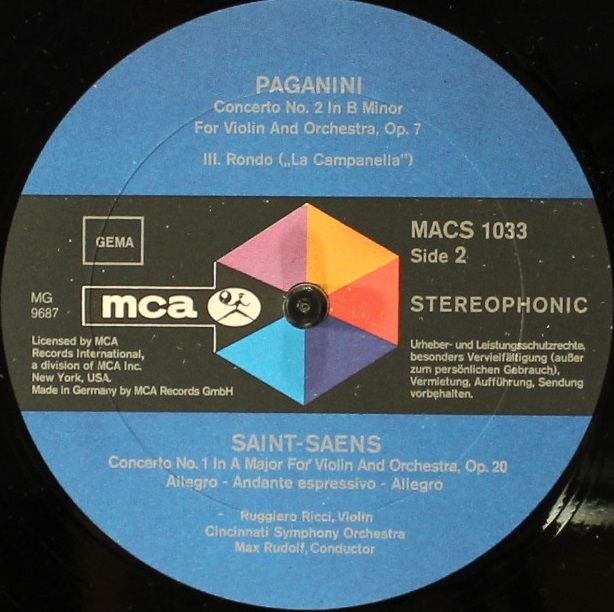 PAGANINI
Concerto No. 2 In B Minor
For Violin And Orchestra, Op. 7
III. Rondo („La Campanella")
GEMA
MACS 1033
Side 2
MG
9687
mca
STEREOPHONIC
Licensed by MCA
Records International,
a division of MCA Inc.
New York, USA.
Made in Germany by MCA Records GmbH
Urheber- und Leistungsschutzrechte,
besonders Vervielfältigung (außer
zum persönlichen Gebrauch),
Vermietung, Aufführung, Sendung
vorbehalten.
SAINT-SAENS
Concerto No. 1 In A Major For Violin And Orchestra, Op. 20
Allegro - Andante espressivo - Allegro
Ruggiero Ricci, Violin
Cincinnati Symphony Orchestra
Max Rudolf, Conductor